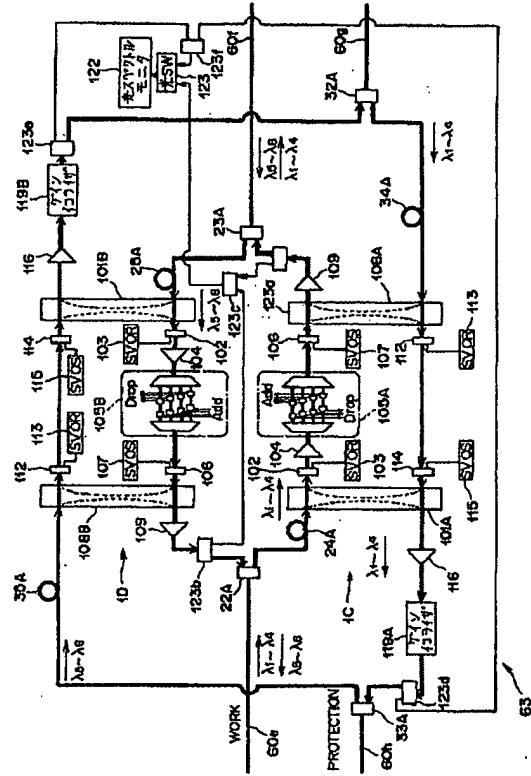 122
光スペクトル
モニタ
光SW
123
123f
60f
60g
32A
λ1~λ4
123e
119B
ゲイン
イコライザ
116
λ5~λ8
λ1~λ4
23A
34A
25A
101B
114
115
SVOS
113
SVOR
112
108B
35A
λ5~λ8
λ5~λ8
123c
123a
109
108A
103
SVOR
102
104
105B
Drop
Add
107
SVOS
106
109
1D
123b
22A
106
107
SVOS
Drop
Add
105A
104
102
103
SVOR
λ1~λ4
24A
112
SVOR
113
114
SVOS
115
101A
1C
λ1~λ4
116
119A
ゲイン
イコライザ
123d
33A
WORK
60e
λ1~λ4
λ5~λ8
PROTECTION
60h
63